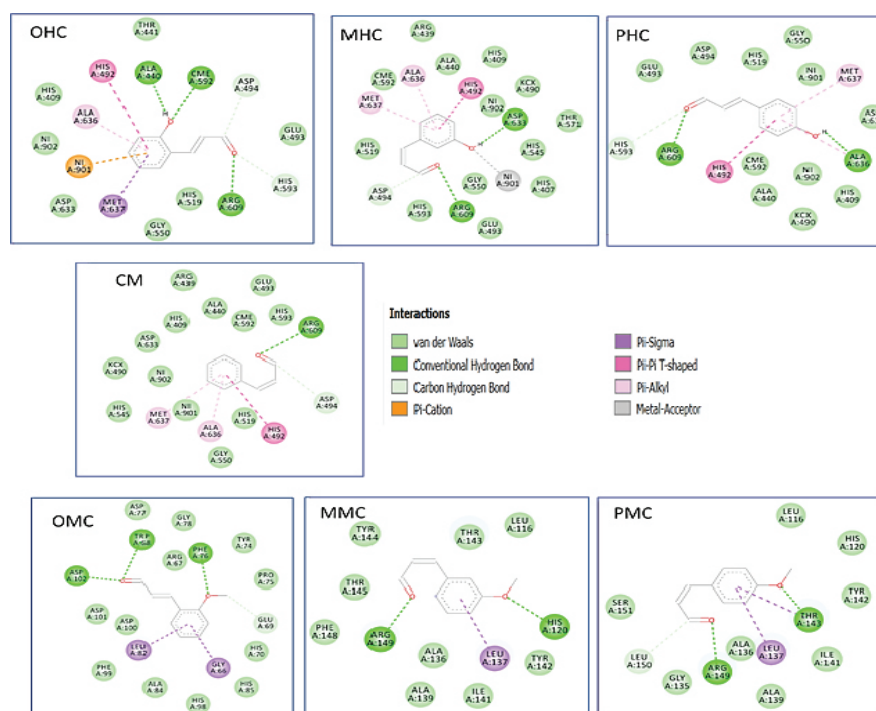 OHC
THR
A:441
HIS
A:492
ALA
A:440
CME
A:592
ASP
A:494
HIS
A:409
ALA
A:636
H
GLU
A:493
NI
A:902
NI
A:901
HIS
A:593
ASP
A:633
MET
A:637
HIS
A:519
ARG
A:609
GLY
A:550
MHC
ARG
A:439
CME
A:592
ALA
A:636
ALA
A:440
HIS
A:409
MET
A:637
HIS
A:492
KCX
A:490
NI
A:902
ASP
A:633
THR
A:571
HIS
A:519
H
HIS
A:545
ASP
A:494
GLY
A:550
NI
A:901
HIS
A:407
HIS
A:593
ARG
A:609
GLU
A:493
PHC
GLY
A:550
ASP
A:494
HIS
A:519
GLU
A:493
NI
A:901
MET
A:637
H
HIS
A:593
ARG
A:609
HIS
A:492
CME
A:592
NI
A:902
ALA
A:636
ALA
A:440
HIS
A:409
KCX
A:490
CM
ARG
A:439
GLU
A:493
ALA
A:440
CME
A:592
HIS
A:593
ARG
A:609
HIS
A:409
ASP
A:633
KCX
A:490
NI
A:902
HIS
A:545
MET
A:637
NI
A:901
ALA
A:636
HIS
A:519
HIS
A:492
ASP
A:494
GLY
A:550
Interactions
van der Waals
Conventional Hydrogen Bond
Carbon Hydrogen Bond
Pi-Cation
Pi-Sigma
Pi-Pi T-shaped
Pi-Alkyl
Metal-Acceptor
OMC
ASP
A:77
GLY
A:78
TRP
A:68
ARG
A:67
PHE
A:76
TYR
A:74
PRO
A:75
ASP
A:102
ASP
A:101
ASP
A:100
GLU
A:69
LEU
A:82
GLY
A:66
HIS
A:70
PHE
A:99
ALA
A:84
HIS
A:98
HIS
A:85
MMC
TYR
A:144
THR
A:143
LEU
A:116
THR
A:145
PHE
A:148
ARG
A:149
ALA
A:136
LEU
A:137
HIS
A:120
TYR
A:142
ALA
A:139
ILE
A:141
PMC
LEU
A:116
HIS
A:120
TYR
A:142
THR
A:143
SER
A:151
LEU
A:150
GLY
A:135
ARG
A:149
ALA
A:136
LEU
A:137
ILE
A:141
ALA
A:139